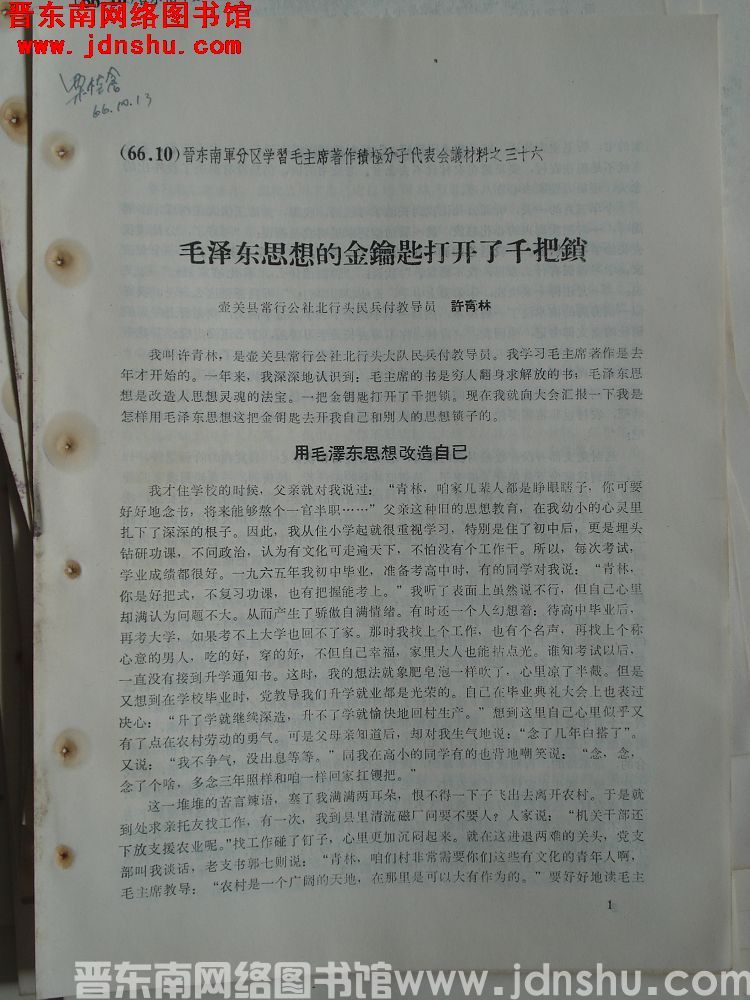 晋东南网络图书馆
www.jdnshu.com
66.10.13
(66.10)晉东南軍分区学習毛主席著作積極分子代表会議材料之三十六
毛泽东思想的金鑰匙打开了千把鎖
壶关县常行公社北行头民兵付教导员 許靑林
我叫许青林，是壶关县常行公社北行头大队民兵付教导员。我学习毛主席著作是去
年才开始的。一年来，我深深地认识到：毛主席的书是穷人翻身求解放的书；毛泽东思
想是改造人思想灵魂的法宝。一把金钥匙打开了千把锁。现在我就向大会汇报一下我是
怎样用毛泽东思想这把金钥匙去开我自己和别人的思想锁子的。
用毛澤东思想改造自己
我才住学校的时候，父亲就对我说过：“青林，咱家几辈人都是睁眼瞎子，你可要
好好地念书，将来能够熬个一官半职……”父亲这种旧的思想教育，在我幼小的心灵里
扎下了深深的根子。因此，我从住小学起就很重视学习，特别是住了初中后，更是埋头
钻研功课，不问政治，认为有文化可走遍天下，不怕没有个工作干。所以，每次考试，
学业成绩都很好。一九六五年我初中毕业，准备考高中时，有的同学对我说：“青林，
你是好把式，不复习功课，也有把握能考上。”我听了表面上虽然说不行，但自己心里
却满认为问题不大。从而产生了骄傲自满情绪。有时还一个人幻想着：待高中毕业后，
再考大学，如果考不上大学也回不了家。那时我找上个工作，也有个名声，再找上个称
心意的男人，吃的好，穿的好，不但自己幸福，家里大人也能拈点光。谁知考试以后，
一直没有接到升学通知书。这时，我的想法就象肥皂泡一样吹了，心里凉了半截。但是
又想到在学校毕业时，党教导我们升学就业都是光荣的。自己在毕业典礼大会上也表过
决心：“升了学就继续深造，升不了学就愉快地回村生产。”想到这里自己心里似乎又
有了点在农村劳动的勇气。可是父母亲知道后，却对我生气地说：“念了几年白搭了”。
又说：“我不争气，没出息等等。”同我在高小的同学有的也背地嘲笑说：“念，念，
念了个啥，多念三年照样和咱一样回家扛镢把。”
这一堆堆的苦言辣语，塞了我满满两耳朵，恨不得一下子飞出去离开农村。于是就
到处求亲托友找工作，有一次，我到县里清流磁厂问要不要人？人家说：“机关干部还
下放支援农业呢。”找工作碰了钉子，心里更加沉闷起来。就在这进退两难的关头，党支
部叫我谈话，老支书郭七则说：“青林，咱们村非常需要你们这些有文化的青年人啊，
毛主席教导：“农村是一个广阔的天地，在那里是可以大有作为的。”要好好地读毛主
1
晋东南网络图书馆www.jdnshu.com